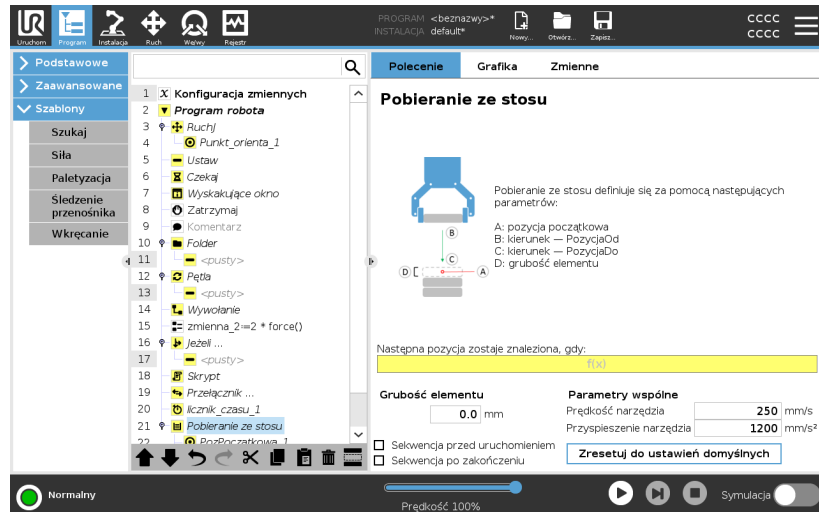 PROGRAM <beznazwy>*
INSTALACJA default*
CCCC
CCCC
Uruchom Program Instalacja Ruch We/wy Rejestr Nowy... Otwórz... Zapisz...
Podstawowe
Zaawansowane
Szablony
Szukaj
Siła
Paletyzacja
Śledzenie
przenośnika
Wkręcanie
1 X Konfiguracja zmiennych
2 Program robota
3 RuchJ
4 Punkt_orienta_1
5 Ustaw
6 Czekaj
7 Wyskakujące okno
8 Zatrzymaj
9 Komentarz
10 Folder
11 <pusty>
12 Pętla
13 <pusty>
14 Wywołanie
15 zmienna_2≔2 * force()
16 Jeżeli ...
17 <pusty>
18 Skrypt
19 Przełącznik ...
20 licznik_czasu_1
21 Pobieranie ze stosu
22 PozPoczatkowa_1
Polecenie Grafika Zmienne
Pobieranie ze stosu
B
C
D
A
Pobieranie ze stosu definiuje się za pomocą następujących
parametrów:
A: pozycja początkowa
B: kierunek — PozycjaOd
C: kierunek — PozycjaDo
D: grubość elementu
Następna pozycja zostaje znaleziona, gdy:
f(x)
Grubość elementu
0.0 mm
Parametry wspólne
Prędkość narzędzia 250 mm/s
Przyspieszenie narzędzia 1200 mm/s²
Sekwencja przed uruchomieniem
Sekwencja po zakończeniu
Zresetuj do ustawień domyślnych
Normalny
Prędkość 100%
Symulacja